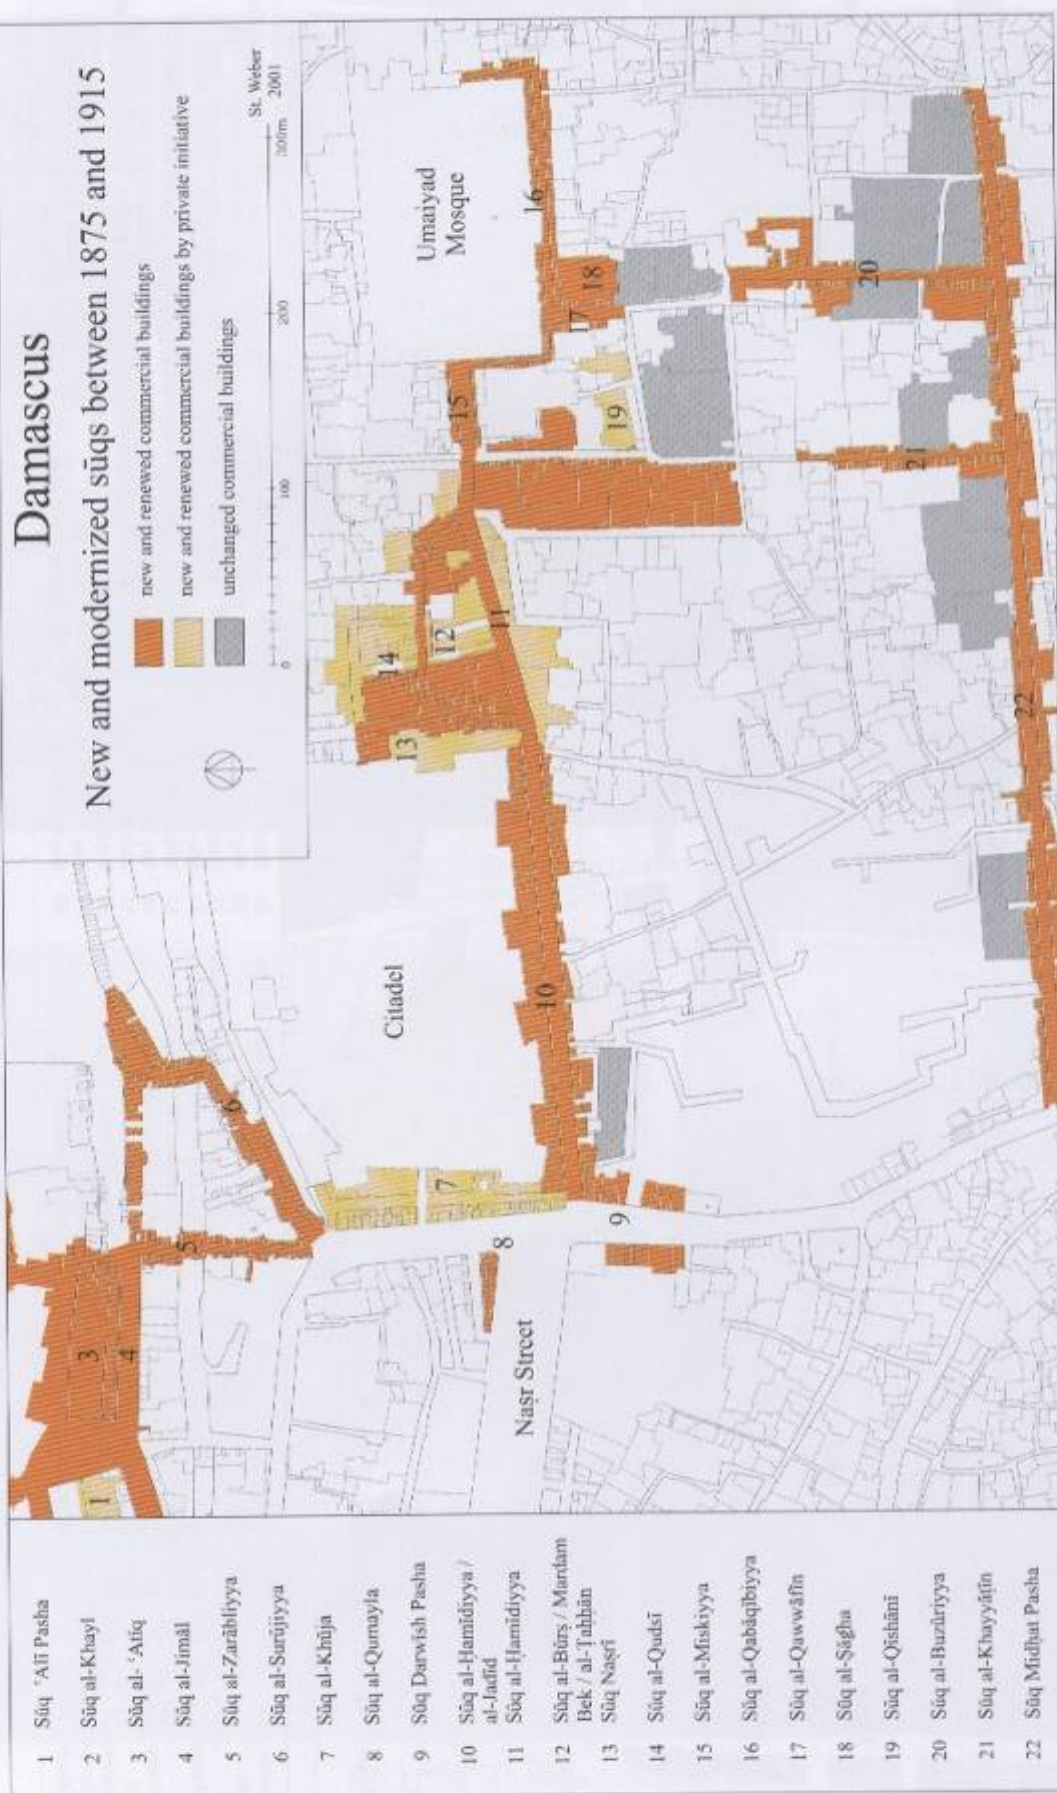 Damascus
New and modernized sūqs between 1875 and 1915
new and renewed commercial buildings
new and renewed commercial buildings by private initiative
unchanged commercial buildings
0 100 200 300m
St. Weber
2001
Umaiyad
Mosque
Citadel
Naṣr Street
1
3
4
5
6
7
8
9
10
11
12
13
14
15
16
17
18
19
20
21
22
1 Sūq ʿAlī Pasha
2 Sūq al-Khayl
3 Sūq al-ʿAtīq
4 Sūq al-Jimāl
5 Sūq al-Zarābliyya
6 Sūq al-Surūjiyya
7 Sūq al-Khūja
8 Sūq al-Qumayla
9 Sūq Darwish Pasha
10 Sūq al-Ḥamīdiyya /
al-Jadīd
11 Sūq al-Ḥamīdiyya
12 Sūq al-Būrṣ / Mardam
Bek / al-Ṭaḥḥān
13 Sūq Naṣrī
14 Sūq al-Qudsī
15 Sūq al-Miskiyya
16 Sūq al-Qabāqibiyya
17 Sūq al-Qawwāfīn
18 Sūq al-Ṣāgha
19 Sūq al-Qīshānī
20 Sūq al-Buzūriyya
21 Sūq al-Khayyāṭīn
22 Sūq Midḥat Pasha